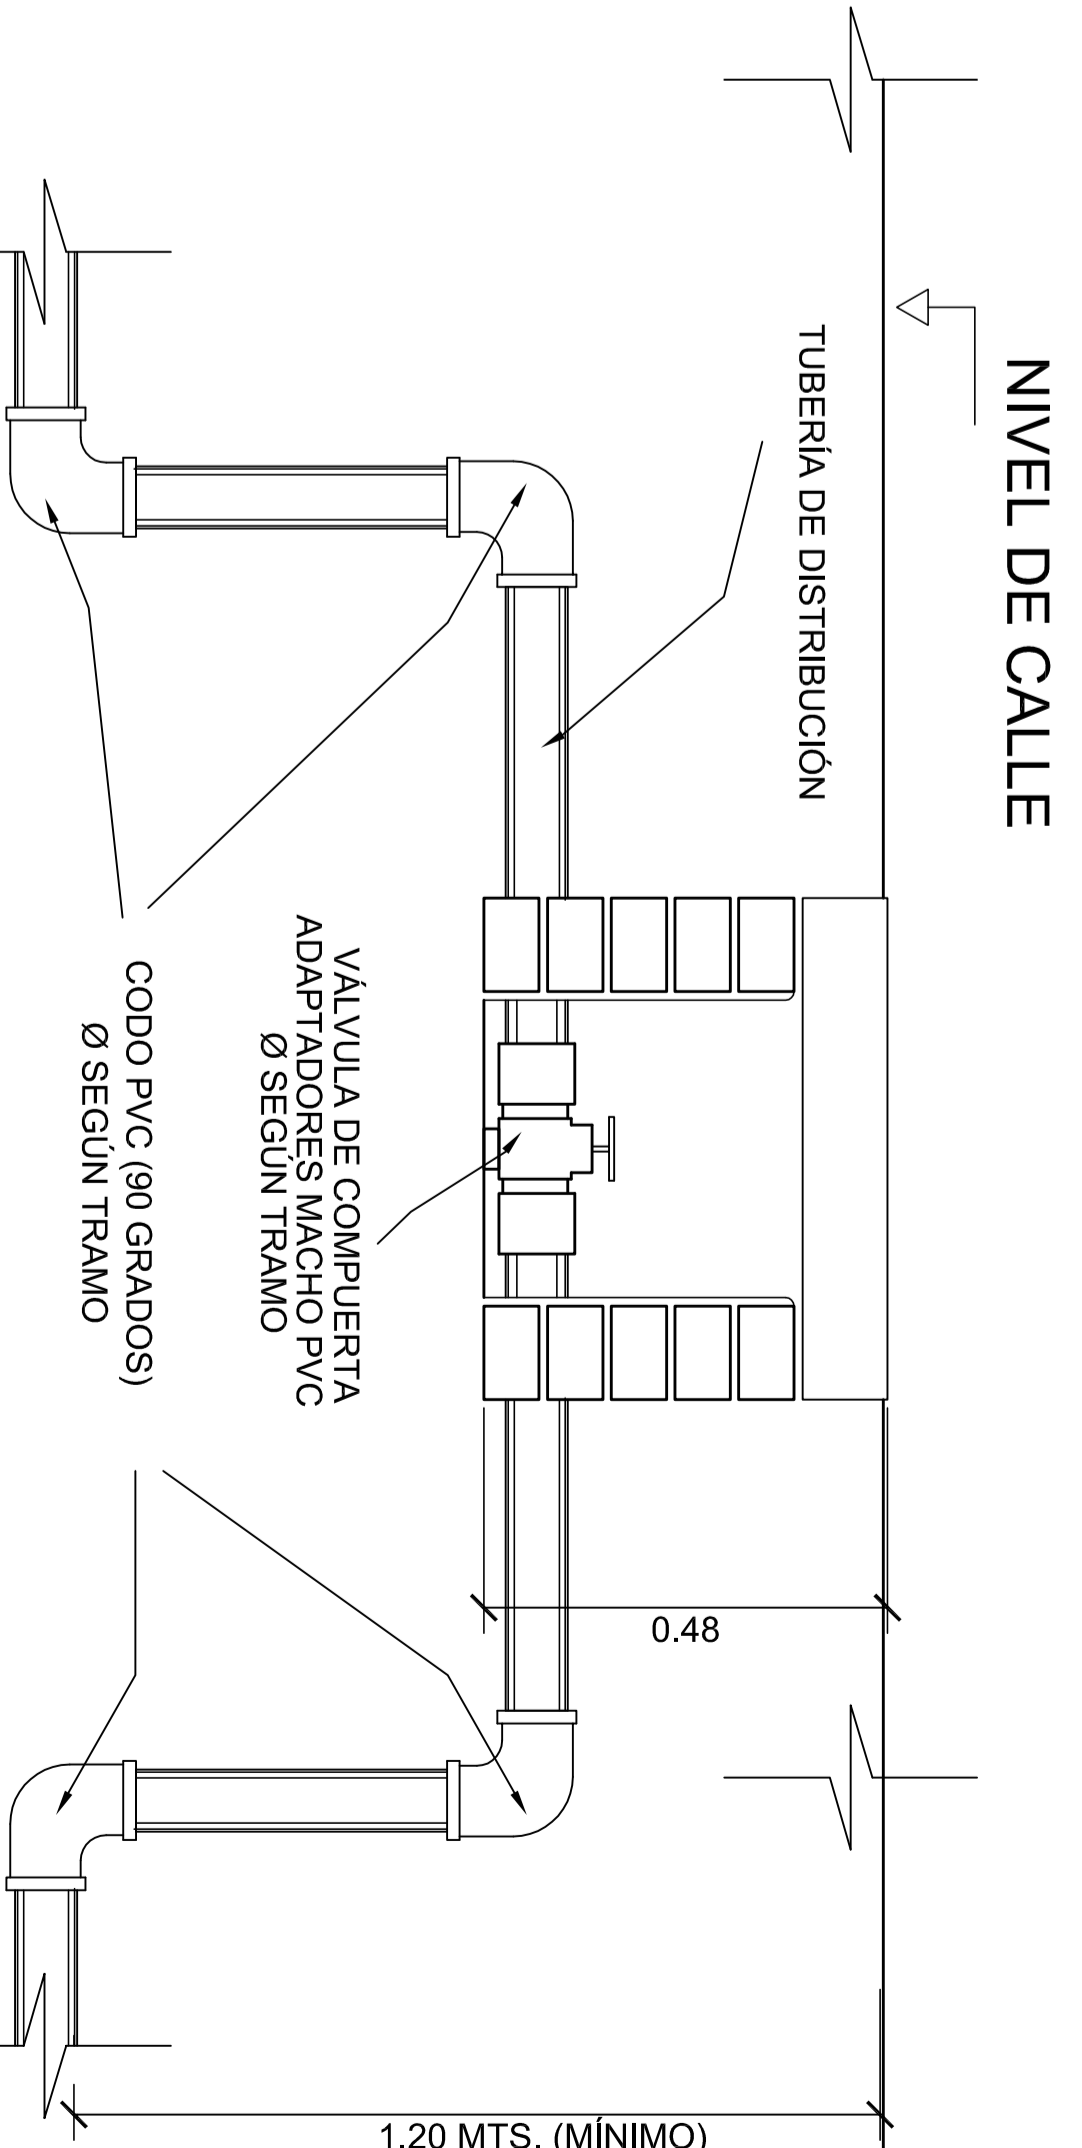 NIVEL DE CALLE
TUBERÍA DE DISTRIBUCIÓN
VÁLVULA DE COMPUERTA
ADAPTADORES MACHO PVC
Ø SEGÚN TRAMO
CODO PVC (90 GRADOS)
Ø SEGÚN TRAMO
0.48
1.20 MTS. (MÍNIMO)